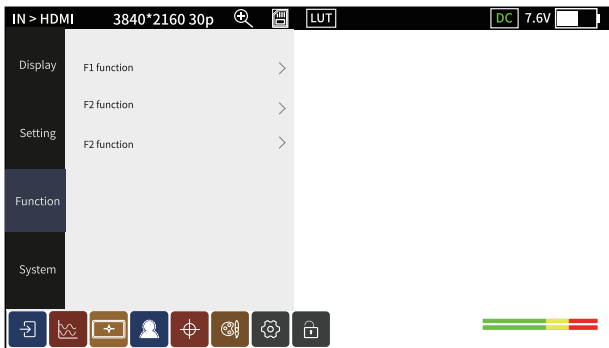 IN > HDMI 3840*2160 30p LUT DC 7.6V
Display
F1 function
F2 function
Setting
F2 function
Function
System